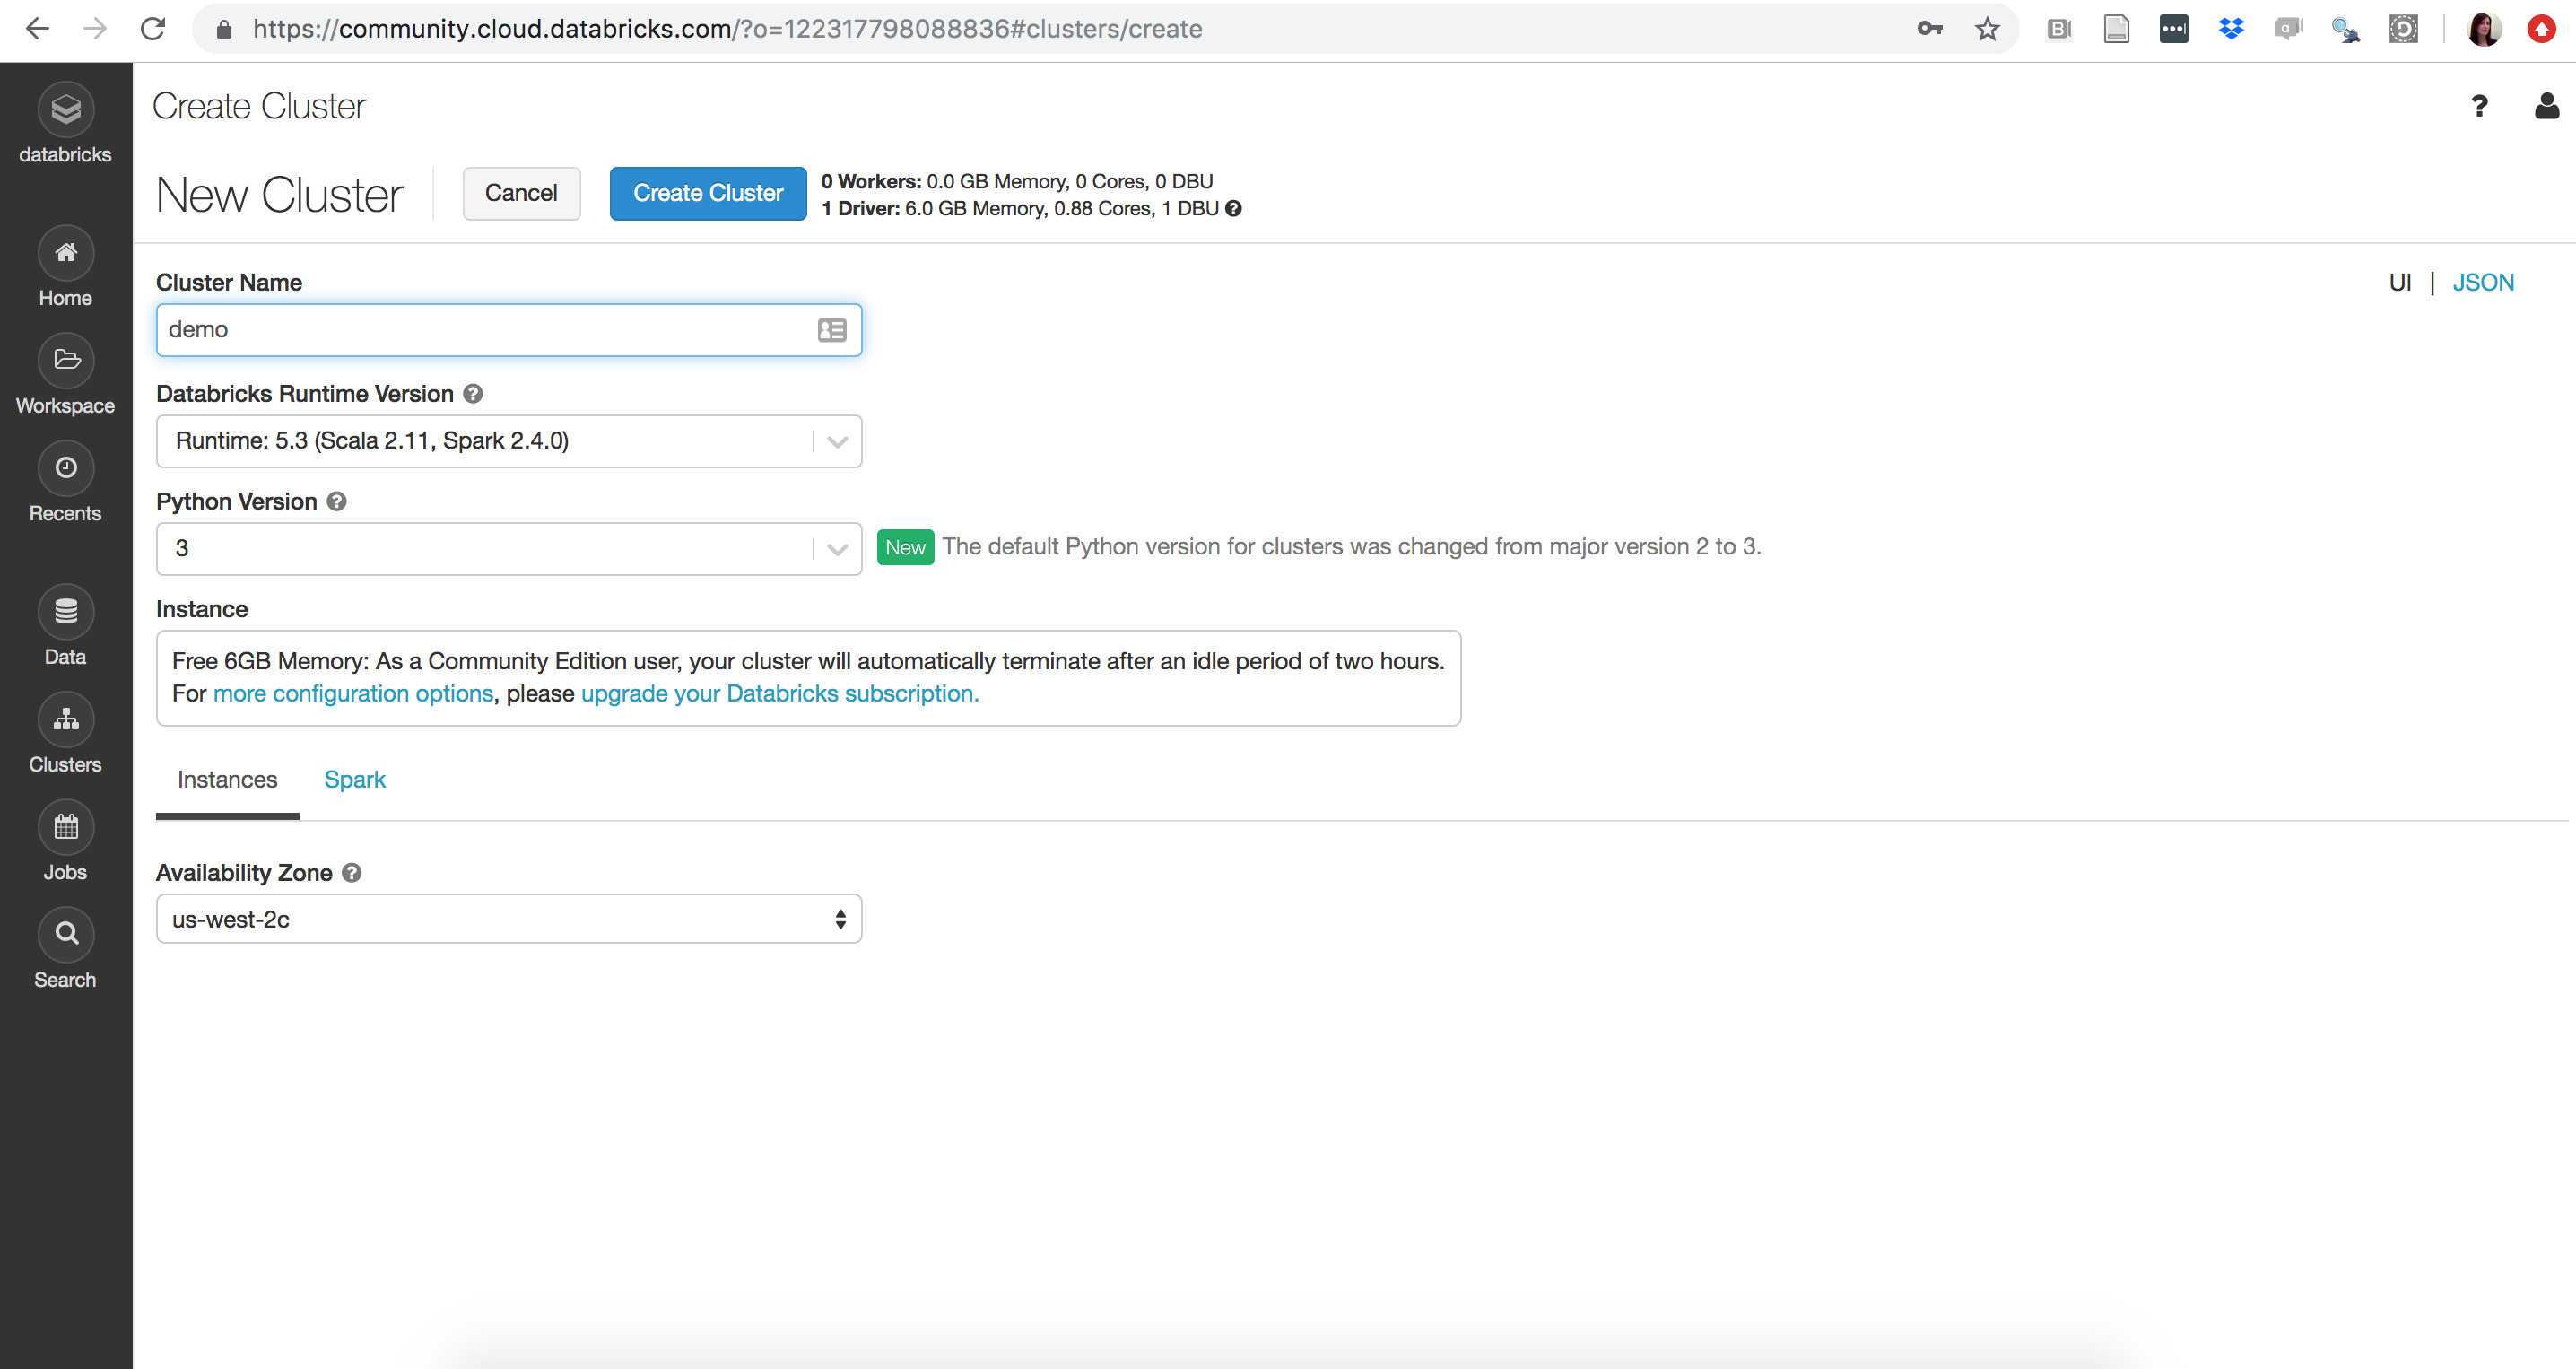 https://community.cloud.databricks.com/?o=122317798088836#clusters/create
databricks
Home
Workspace
Recents
Data
Clusters
Jobs
Search
Create Cluster
?
New Cluster
Cancel
Create Cluster
0 Workers: 0.0 GB Memory, 0 Cores, 0 DBU
1 Driver: 6.0 GB Memory, 0.88 Cores, 1 DBU ?
UI | JSON
Cluster Name
demo
Databricks Runtime Version ?
Runtime: 5.3 (Scala 2.11, Spark 2.4.0)
Python Version ?
3
New The default Python version for clusters was changed from major version 2 to 3.
Instance
Free 6GB Memory: As a Community Edition user, your cluster will automatically terminate after an idle period of two hours.
For more configuration options, please upgrade your Databricks subscription.
Instances Spark
Availability Zone ?
us-west-2c